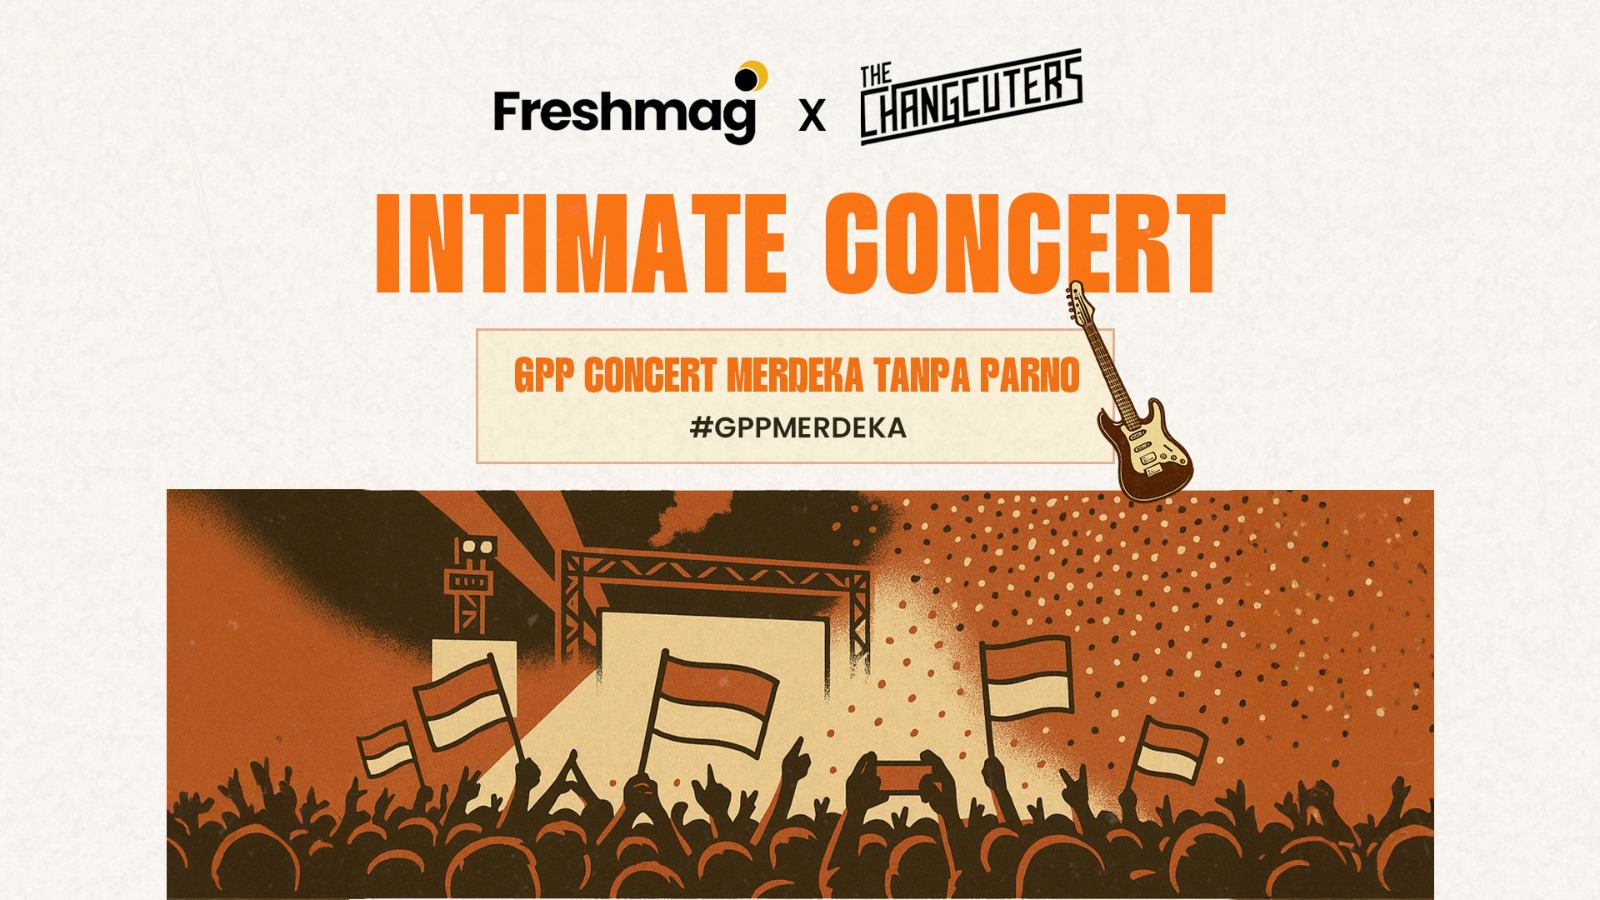 Freshmag X THE CHANGCUTERS
INTIMATE CONCERT
GPP CONCERT MERDEKA TANPA PARNO
#GPPMERDEKA